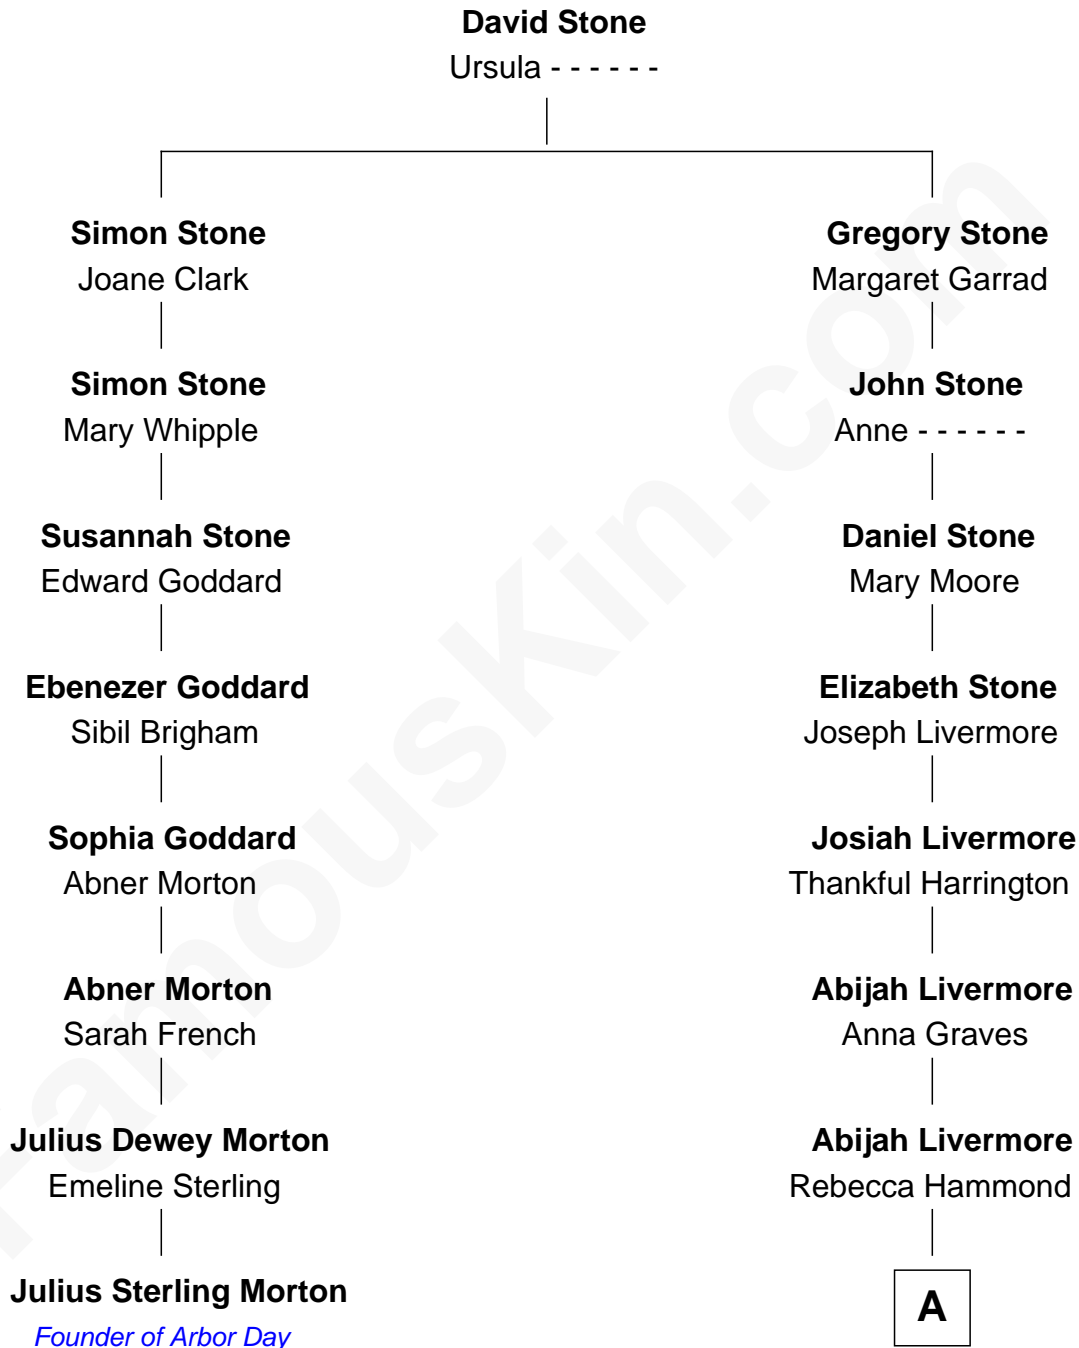 David Stone
Ursula - - - - - -
Simon Stone
Joane Clark
Gregory Stone
Margaret Garrad
Simon Stone
Mary Whipple
John Stone
Anne - - - - - -
Susannah Stone
Edward Goddard
Daniel Stone
Mary Moore
Ebenezer Goddard
Sibil Brigham
Elizabeth Stone
Joseph Livermore
Sophia Goddard
Abner Morton
Josiah Livermore
Thankful Harrington
Abner Morton
Sarah French
Abijah Livermore
Anna Graves
Julius Dewey Morton
Emeline Sterling
Abijah Livermore
Rebecca Hammond
Julius Sterling Morton
Founder of Arbor Day
A
FamousKin.com